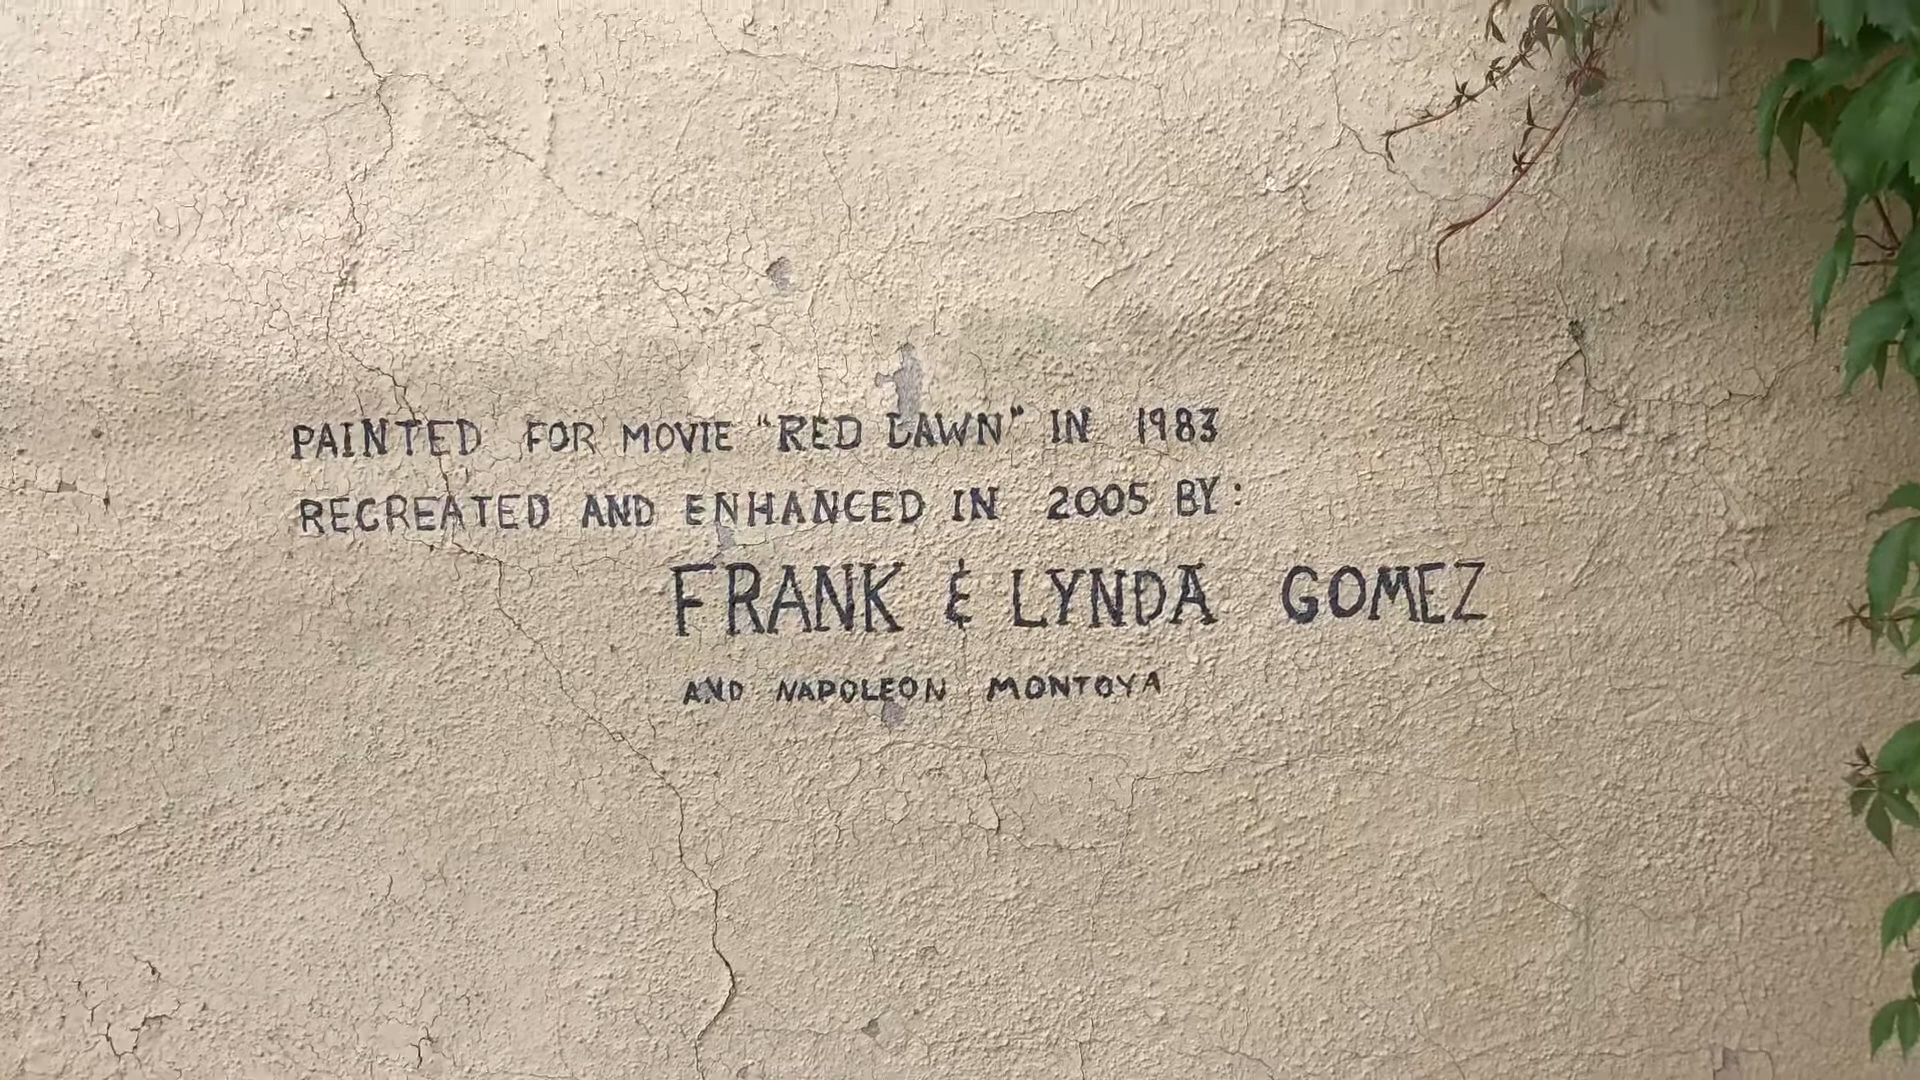 PAINTED FOR MOVIE "RED DAWN" IN 1983
RECREATED AND ENHANCED IN 2005 BY:
FRANK & LYNDA GOMEZ
AND NAPOLEON MONTOYA